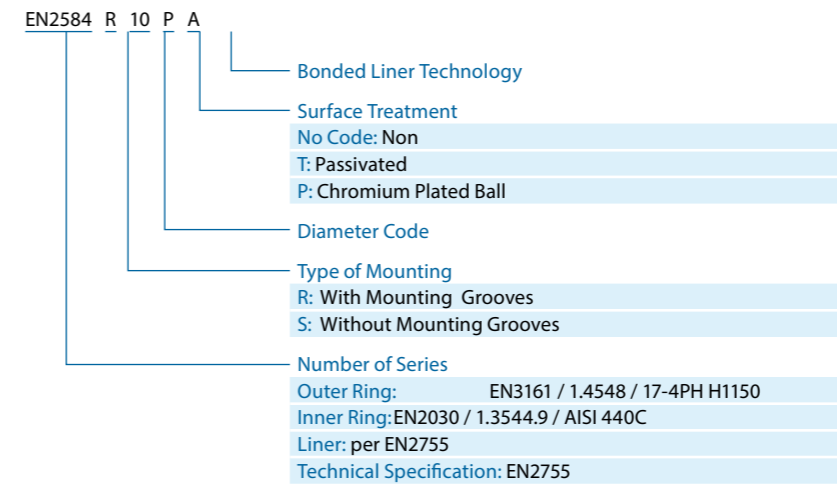 EN2584 R 10 P A
Bonded Liner Technology
Surface Treatment
No Code: Non
T: Passivated
P: Chromium Plated Ball
Diameter Code
Type of Mounting
R: With Mounting Grooves
S: Without Mounting Grooves
Number of Series
Outer Ring: EN3161 / 1.4548 / 17-4PH H1150
Inner Ring:EN2030 / 1.3544.9 / AISI 440C
Liner: per EN2755
Technical Specification: EN2755